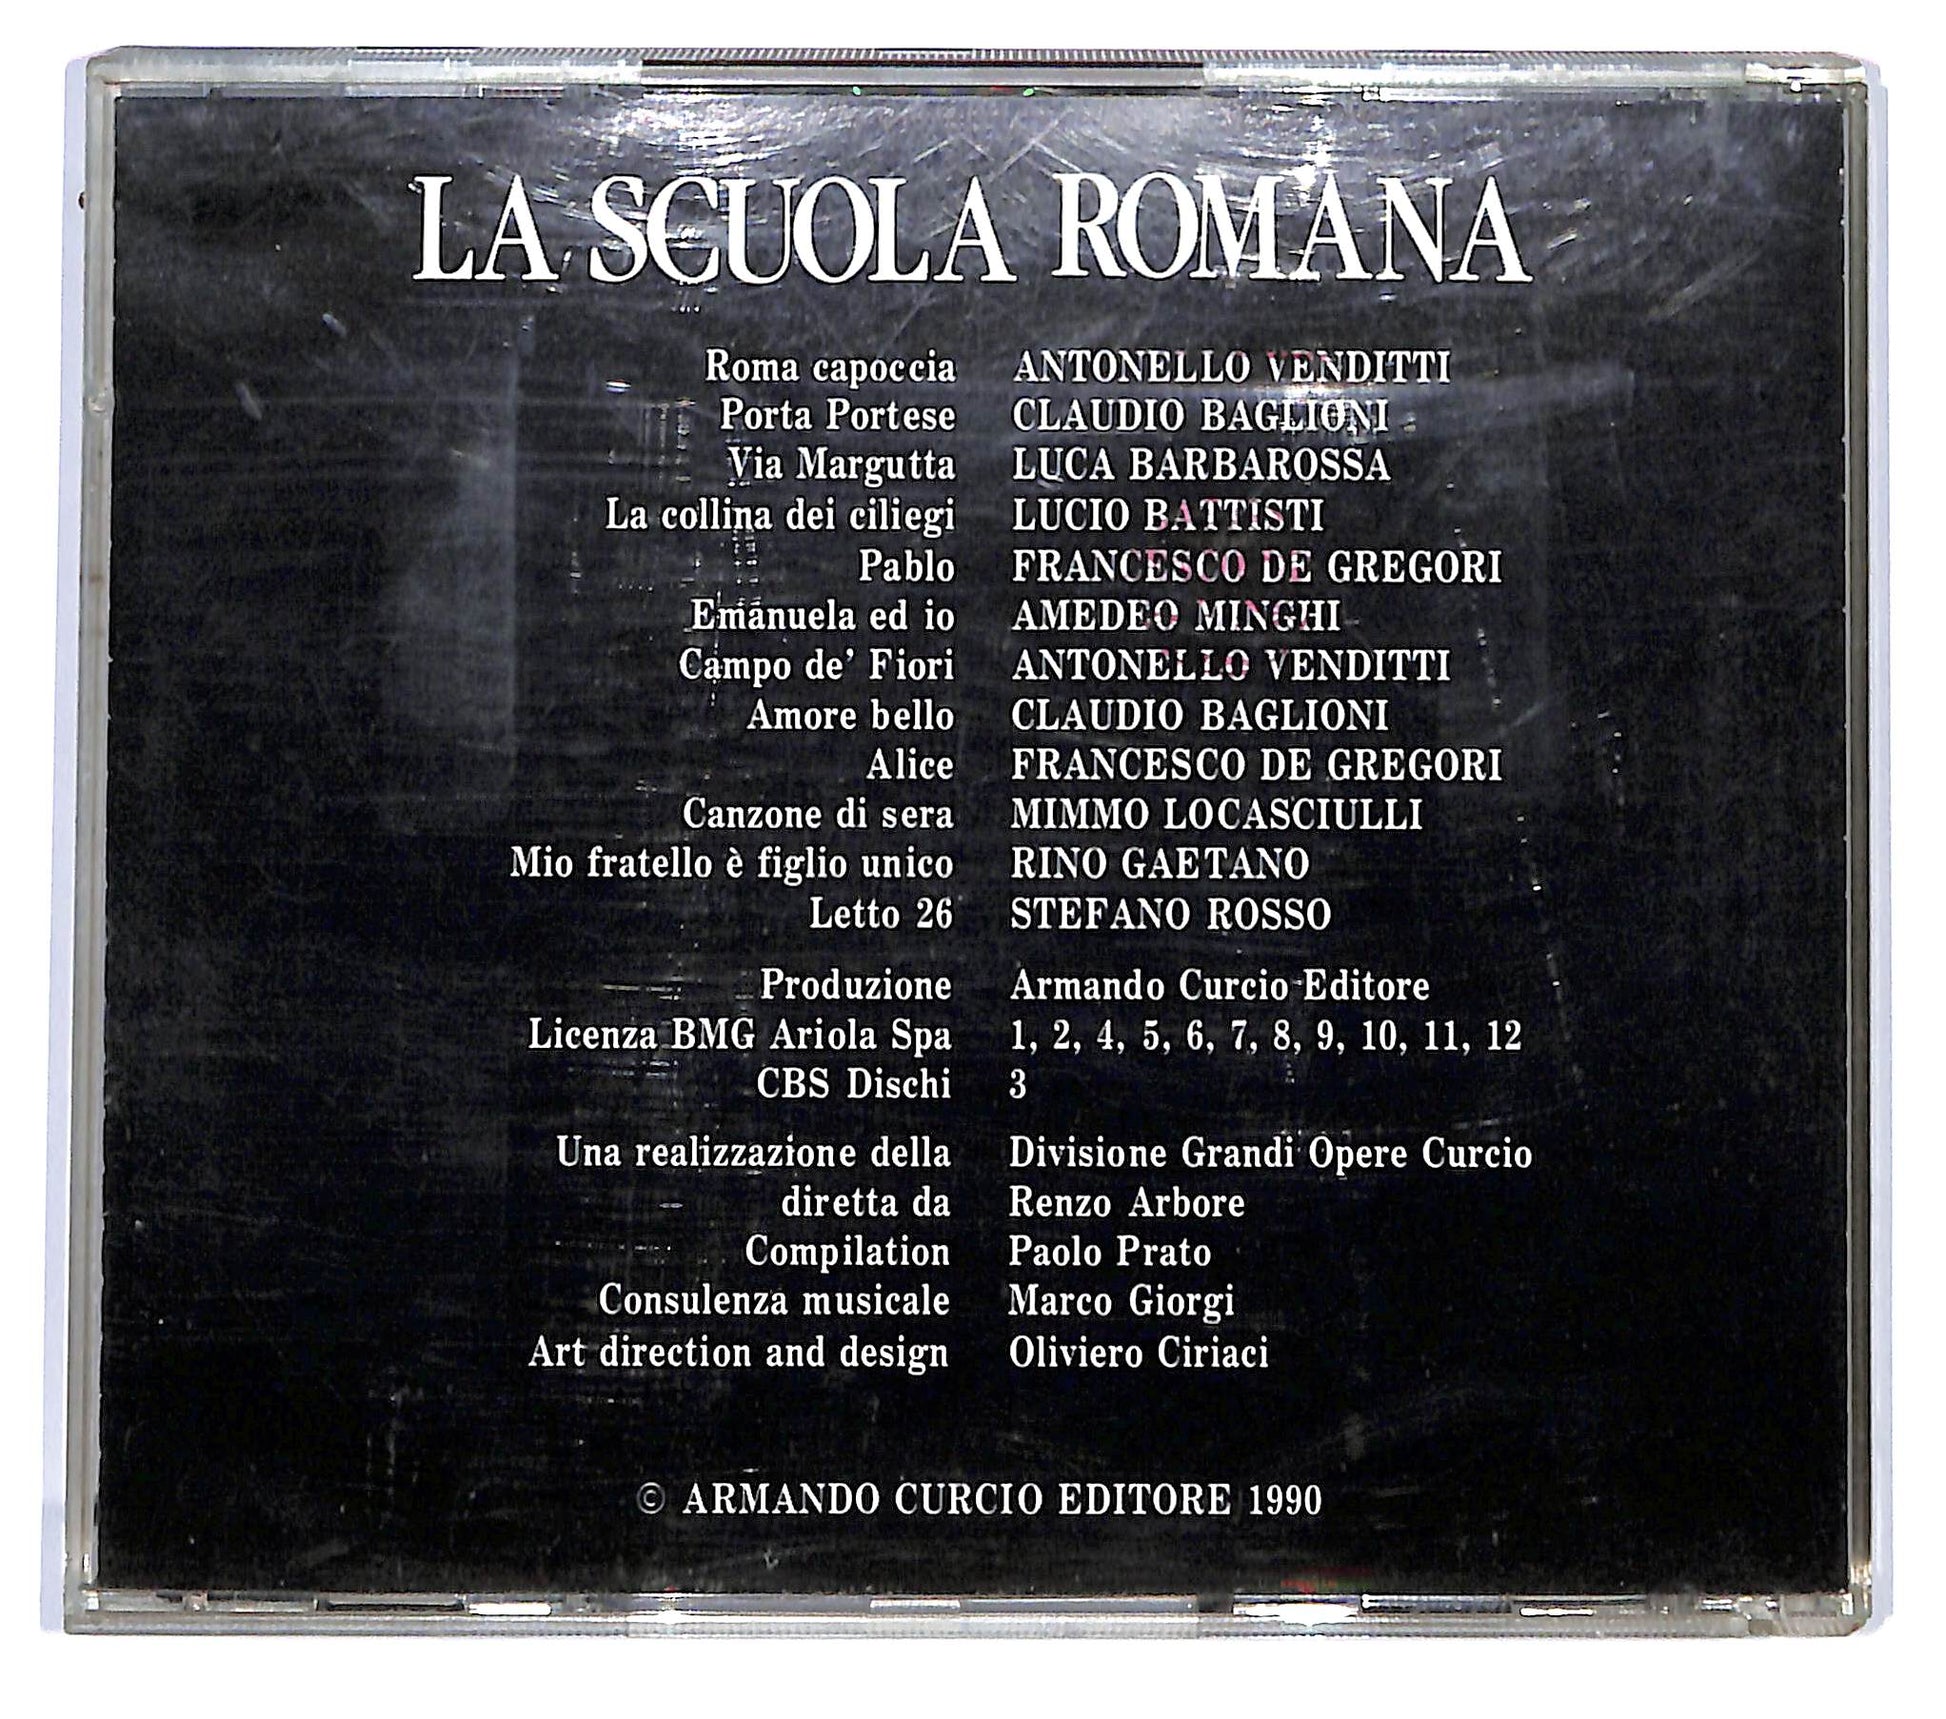 LA SCUOLA ROMANA
Roma capoccia ANTONELLO VENDITTI
Porta Portese CLAUDIO BAGLIONI
Via Margutta LUCA BARBAROSSA
La collina dei ciliegi LUCIO BATTISTI
Pablo FRANCESCO DE GREGORI
Emanuela ed io AMEDEO MINGHI
Campo de' Fiori ANTONELLO VENDITTI
Amore bello CLAUDIO BAGLIONI
Alice FRANCESCO DE GREGORI
Canzone di sera MIMMO LOCASCIULLI
Mio fratello è figlio unico RINO GAETANO
Letto 26 STEFANO ROSSO
Produzione Armando Curcio Editore
Licenza BMG Ariola Spa 1, 2, 4, 5, 6, 7, 8, 9, 10, 11, 12
CBS Dischi 3
Una realizzazione della Divisione Grandi Opere Curcio
diretta da Renzo Arbore
Compilation Paolo Prato
Consulenza musicale Marco Giorgi
Art direction and design Oliviero Ciriaci
© ARMANDO CURCIO EDITORE 1990